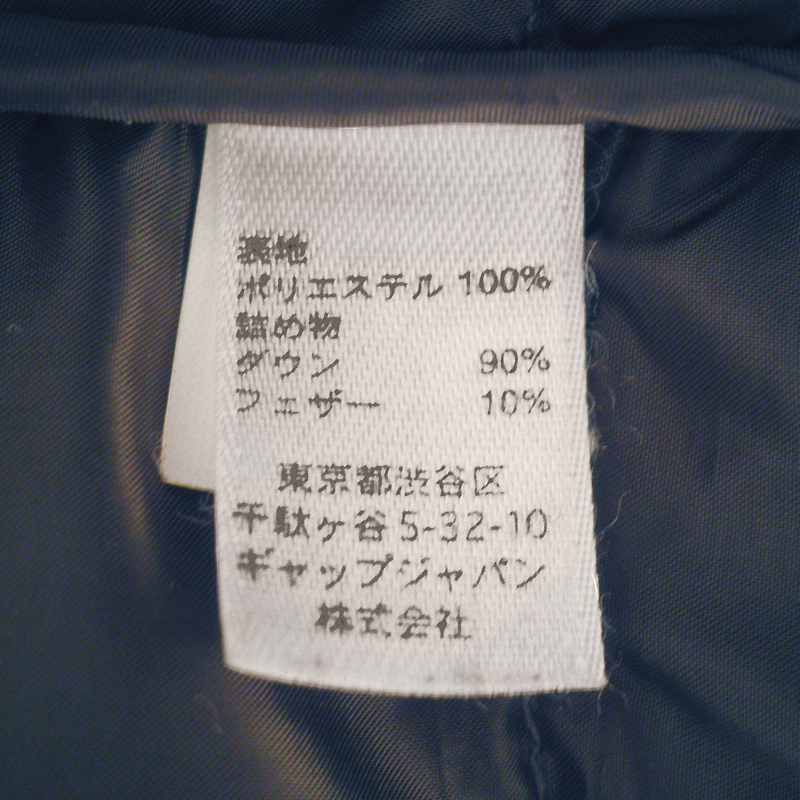 表地
ポリエステル 100%
詰め物
ダウン 90%
フェザー 10%
東京都渋谷区
千駄ヶ谷 5-32-10
ギャップジャパン
株式会社